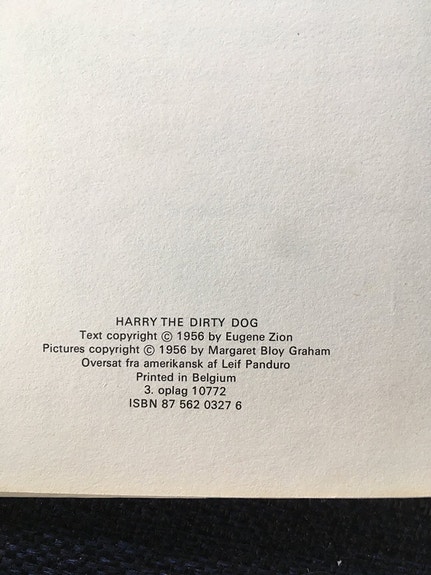 HARRY THE DIRTY DOG
Text copyright © 1956 by Eugene Zion
Pictures copyright © 1956 by Margaret Bloy Graham
Oversat fra amerikansk af Leif Panduro
Printed in Belgium
3. oplag 10772
ISBN 87 562 0327 6